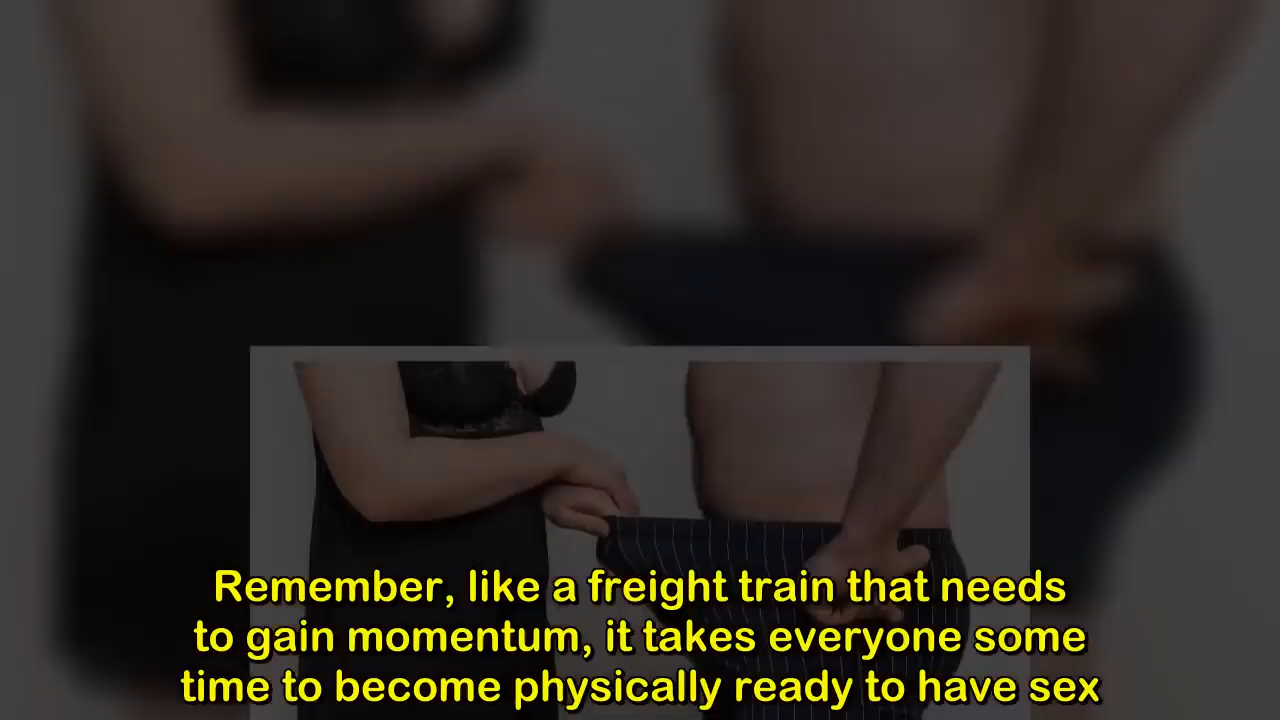 Remember, like a freight train that needs
to gain momentum, it takes everyone some
time to become physically ready to have sex